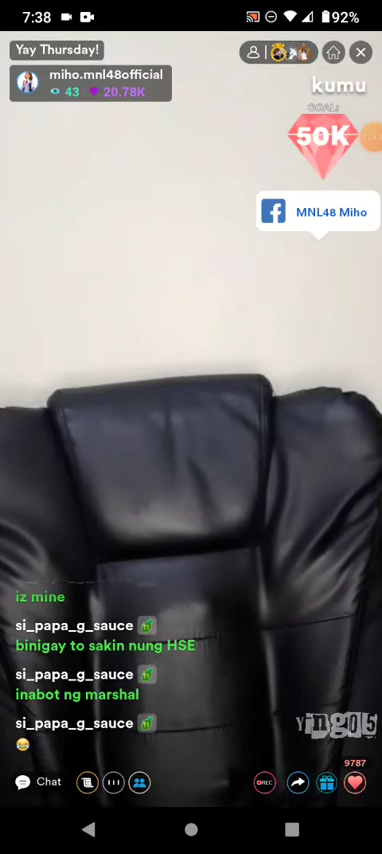 7:38
92%
Yay Thursday!
miho.mnl48official
43 20.78K
kumu
GOAL:
50K
MNL48 Miho
iz mine
si_papa_g_sauce
binigay to sakin nung HSE
si_papa_g_sauce
inabot ng marshal
si_papa_g_sauce
😂
9787
Chat
REC